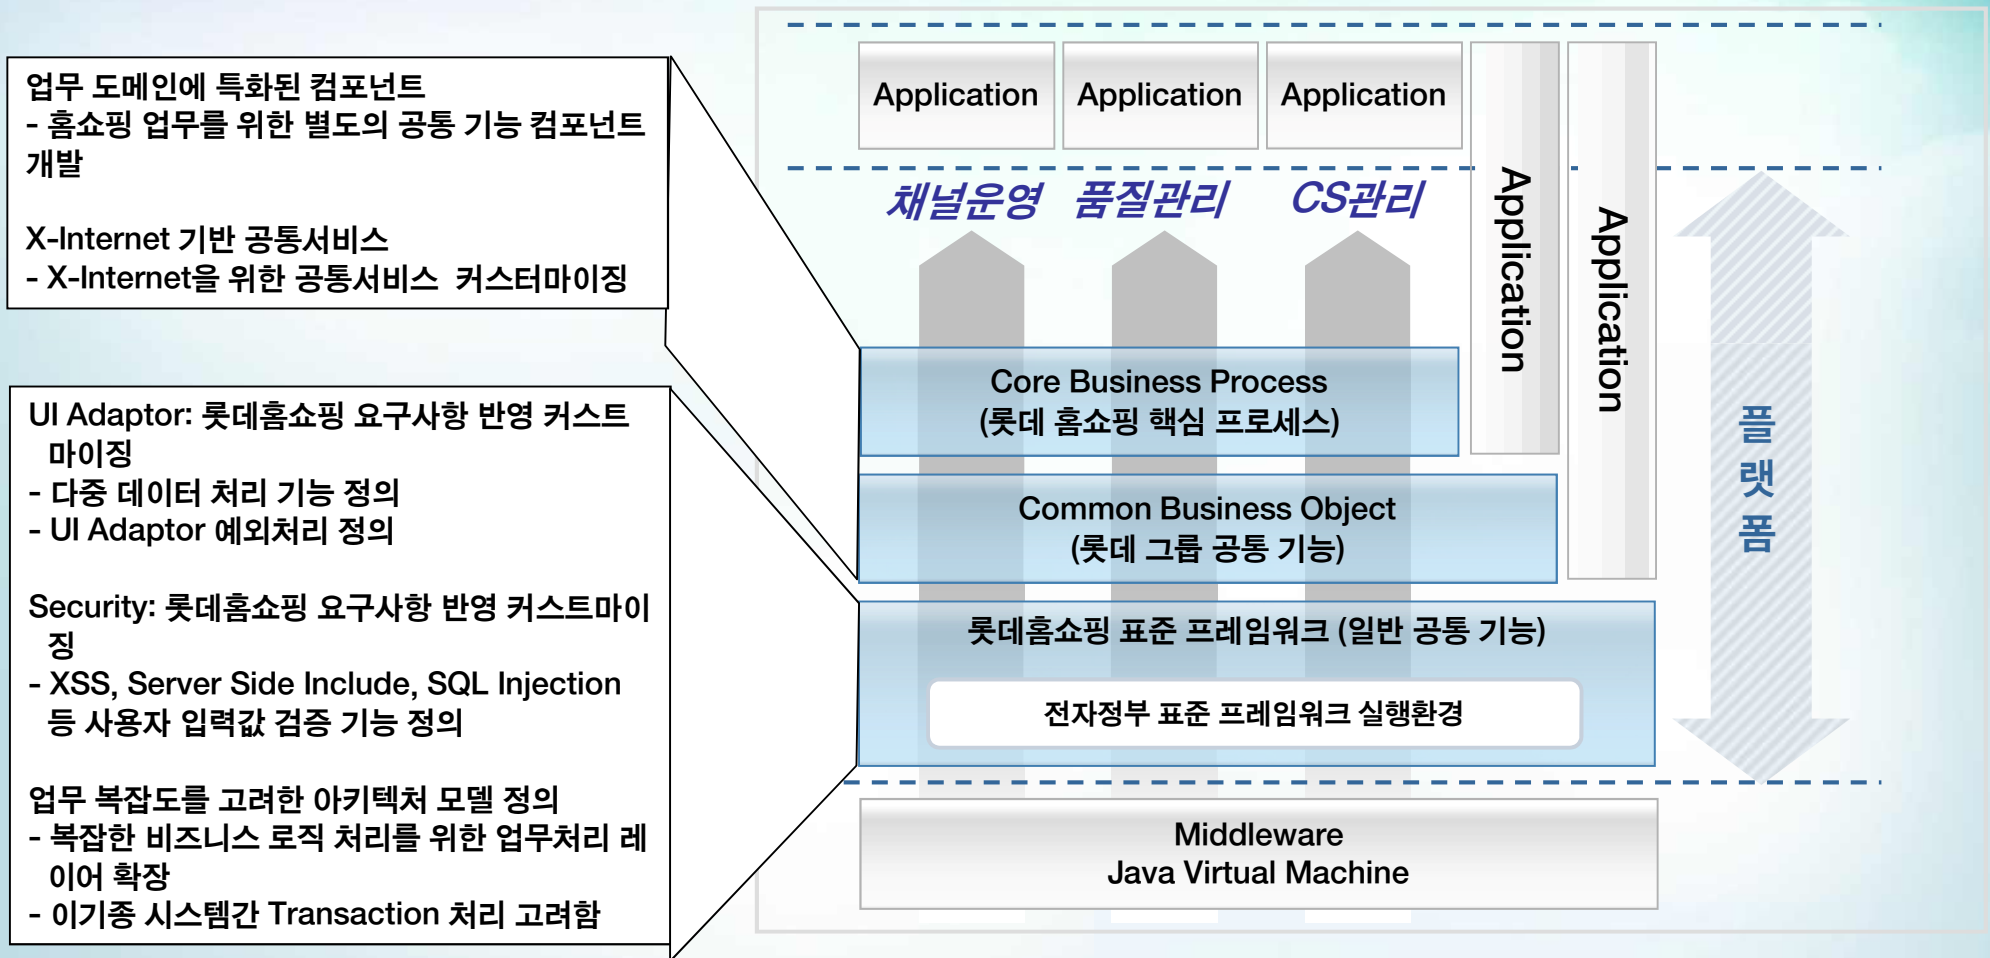 업무 도메인에 특화된 컴포넌트
- 홈쇼핑 업무를 위한 별도의 공통 기능 컴포넌트
개발
X-Internet 기반 공통서비스
- X-Internet을 위한 공통서비스 커스터마이징
UI Adaptor: 롯데홈쇼핑 요구사항 반영 커스트
마이징
- 다중 데이터 처리 기능 정의
- UI Adaptor 예외처리 정의
Security: 롯데홈쇼핑 요구사항 반영 커스트마이
징
- XSS, Server Side Include, SQL Injection
등 사용자 입력값 검증 기능 정의
업무 복잡도를 고려한 아키텍처 모델 정의
- 복잡한 비즈니스 로직 처리를 위한 업무처리 레
이어 확장
- 이기종 시스템간 Transaction 처리 고려함
Application
Application
Application
Application
Application
채널운영
품질관리
CS관리
Core Business Process
(롯데 홈쇼핑 핵심 프로세스)
Common Business Object
(롯데 그룹 공통 기능)
롯데홈쇼핑 표준 프레임워크 (일반 공통 기능)
전자정부 표준 프레임워크 실행환경
Middleware
Java Virtual Machine
플
랫
폼